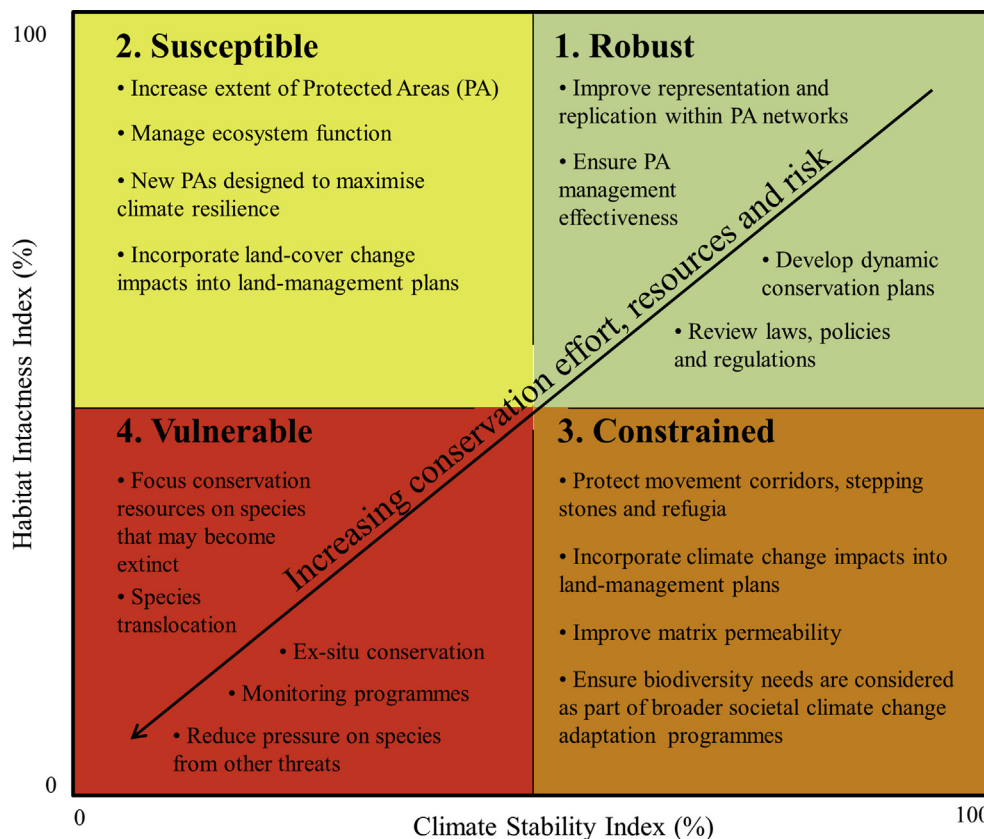 100
Habitat Intactness Index (%)
0
2. Susceptible
• Increase extent of Protected Areas (PA)
• Manage ecosystem function
• New PAs designed to maximise
climate resilience
• Incorporate land-cover change
impacts into land-management plans
1. Robust
• Improve representation and
replication within PA networks
• Ensure PA
management
effectiveness
• Develop dynamic
conservation plans
• Review laws, policies
and regulations
Increasing conservation effort, resources and risk
4. Vulnerable
• Focus conservation
resources on species
that may become
extinct
• Species
translocation
• Ex-situ conservation
• Monitoring programmes
• Reduce pressure on species
from other threats
3. Constrained
• Protect movement corridors, stepping
stones and refugia
• Incorporate climate change impacts into
land-management plans
• Improve matrix permeability
• Ensure biodiversity needs are considered
as part of broader societal climate change
adaptation programmes
0
Climate Stability Index (%)
100